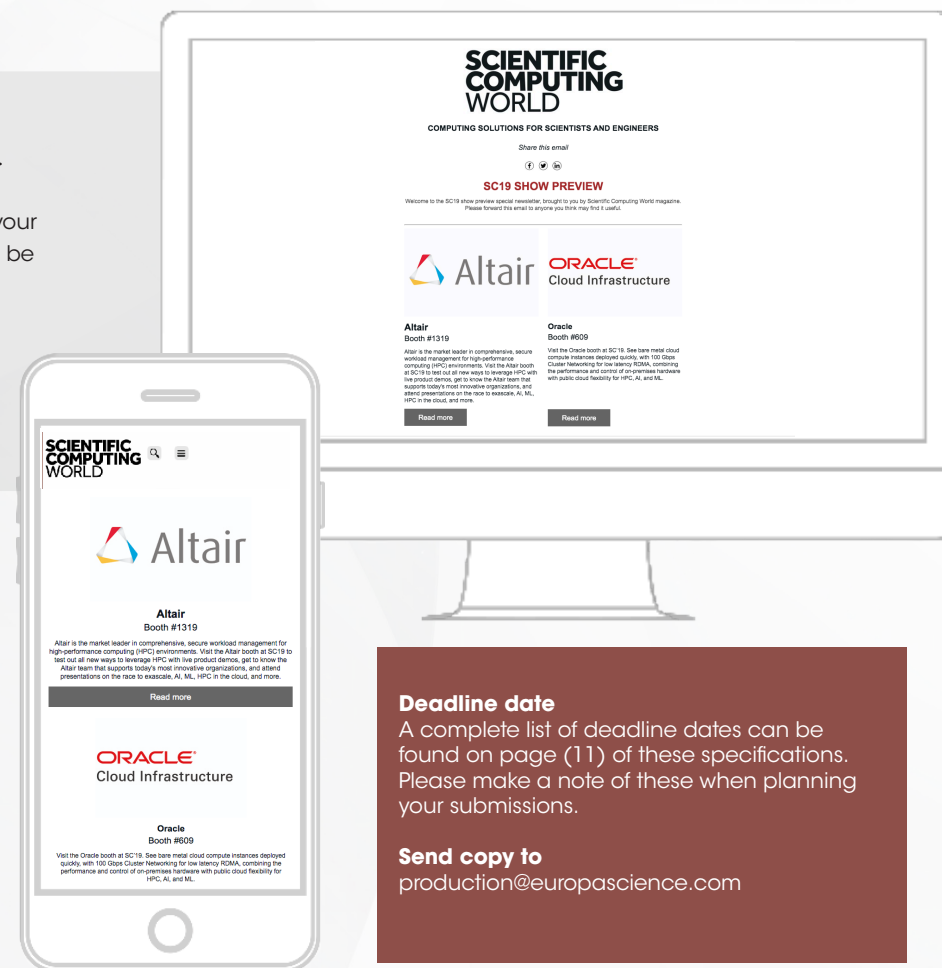 your
be
SCIENTIFIC
COMPUTING
WORLD
COMPUTING SOLUTIONS FOR SCIENTISTS AND ENGINEERS
Share this email
SC19 SHOW PREVIEW
Welcome to the SC19 show preview special newsletter, brought to you by Scientific Computing World magazine.
Please forward this email to anyone you think may find it useful.
Altair
Altair
Booth #1319
Altair is the market leader in comprehensive, secure
workload management for high-performance
computing (HPC) environments. Visit the Altair booth
at SC19 to test out all new ways to leverage HPC with
live product demos, get to know the Altair team that
supports today's most innovative organizations, and
attend presentations on the race to exascale, AI, ML,
HPC in the cloud, and more.
Read more
ORACLE®
Cloud Infrastructure
Oracle
Booth #609
Visit the Oracle booth at SC'19. See bare metal cloud
compute instances deployed quickly, with 100 Gbps
Cluster Networking for low latency RDMA, combining
the performance and control of on-premises hardware
with public cloud flexibility for HPC, AI, and ML.
Read more
SCIENTIFIC
COMPUTING
WORLD
Altair
Altair
Booth #1319
Altair is the market leader in comprehensive, secure workload management for
high-performance computing (HPC) environments. Visit the Altair booth at SC19 to
test out all new ways to leverage HPC with live product demos, get to know the
Altair team that supports today's most innovative organizations, and attend
presentations on the race to exascale, AI, ML, HPC in the cloud, and more.
Read more
ORACLE®
Cloud Infrastructure
Oracle
Booth #609
Visit the Oracle booth at SC'19. See bare metal cloud compute instances deployed
quickly, with 100 Gbps Cluster Networking for low latency RDMA, combining the
performance and control of on-premises hardware with public cloud flexibility for
HPC, AI, and ML.
Deadline date
A complete list of deadline dates can be
found on page (11) of these specifications.
Please make a note of these when planning
your submissions.
Send copy to
production@europascience.com